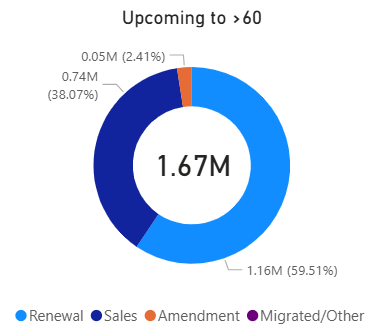 Upcoming to >60
0.05M (2.41%)
0.74M
(38.07%)
1.67M
1.16M (59.51%)
Renewal Sales Amendment Migrated/Other